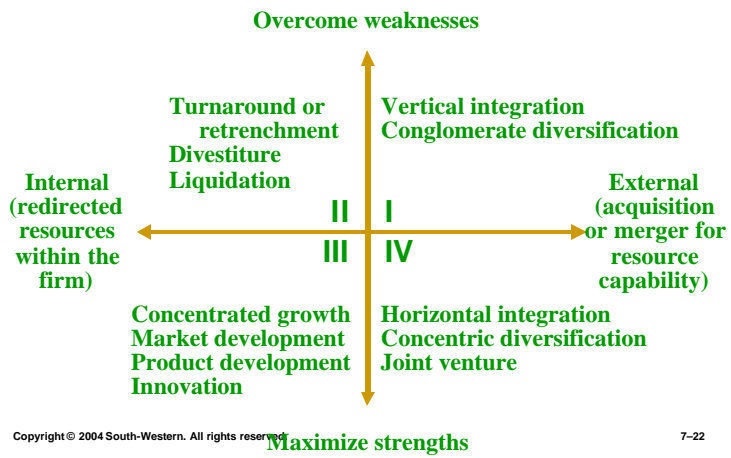 Overcome weaknesses
Turnaround or
retrenchment
Divestiture
Liquidation
Vertical integration
Conglomerate diversification
Internal
(redirected
resources
within the
firm)
II
I
External
(acquisition
or merger for
resource
capability)
III
IV
Concentrated growth
Market development
Product development
Innovation
Horizontal integration
Concentric diversification
Joint venture
Copyright © 2004 South-Western. All rights reserved.
Maximize strengths
7–22